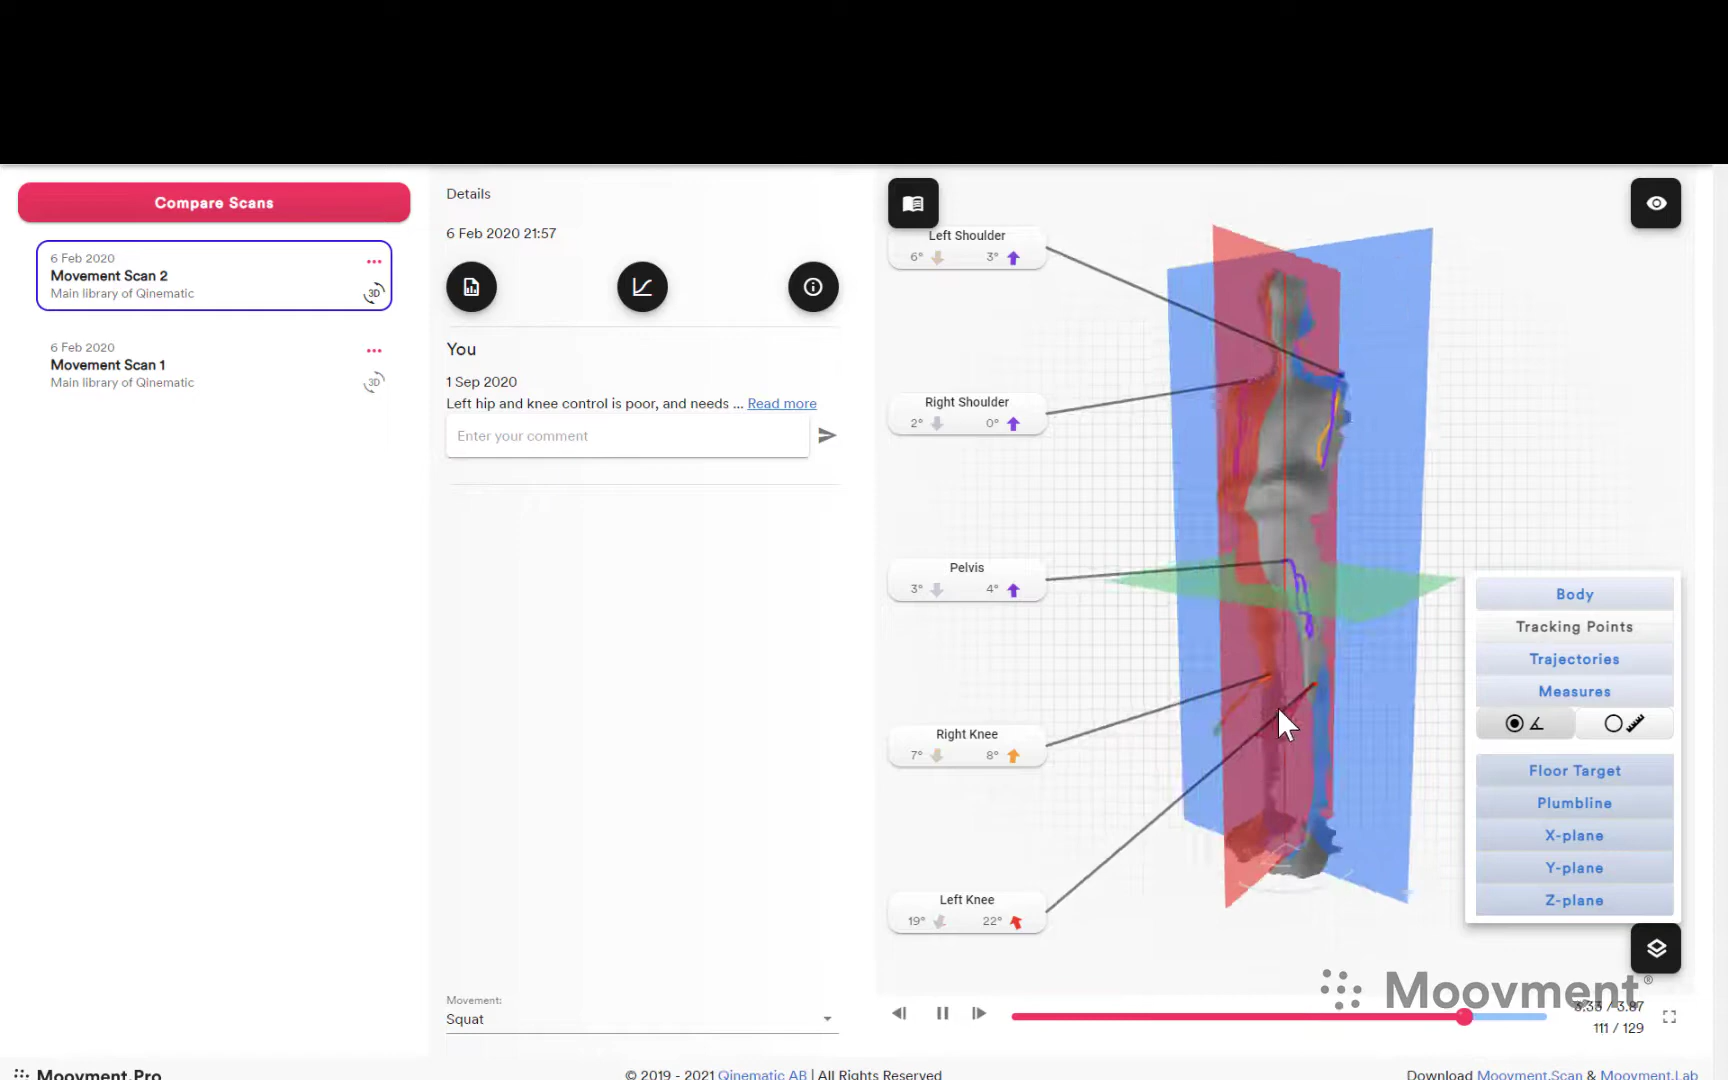 Compare Scans
6 Feb 2020
Movement Scan 2
Main library of Qinematic
3D
6 Feb 2020
Movement Scan 1
Main library of Qinematic
3D
Details
6 Feb 2020 21:57
You
1 Sep 2020
Left hip and knee control is poor, and needs ... Read more
Enter your comment
Movement:
Squat
Left Shoulder
6° 3°
Right Shoulder
2° 0°
Pelvis
3° 4°
Right Knee
7° 8°
Left Knee
19° 22°
Body
Tracking Points
Trajectories
Measures
Floor Target
Plumbline
X-plane
Y-plane
Z-plane
Moovment®
3.33 / 3.87
111 / 129
Moovment.Pro
© 2019 - 2021 Qinematic AB | All Rights Reserved
Download Moovment.Scan & Moovment.Lab